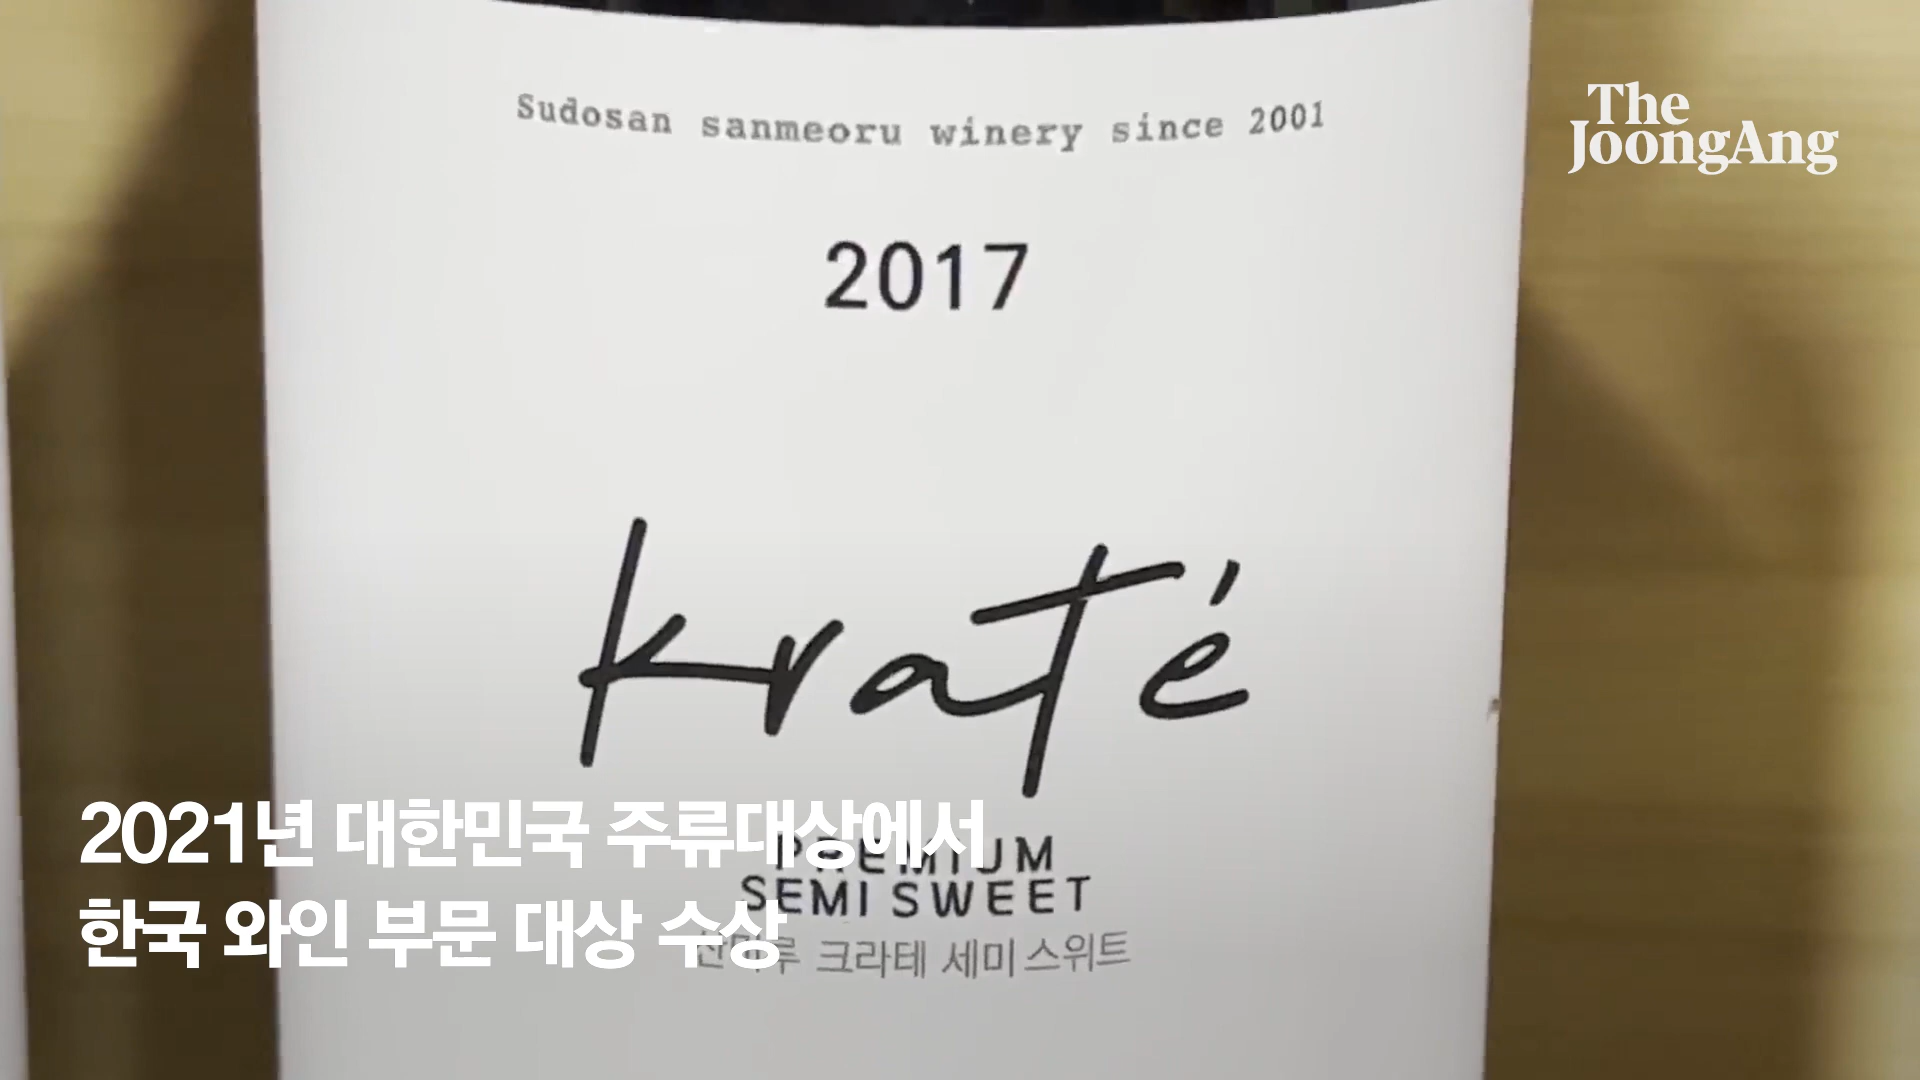 Sudosan sanmeoru winery since 2001
The
JoongAng
2017
kraté
2021년 대한민국 주류대상에서
PREMIUM
SEMI SWEET
한국 와인 부문 대상 수상
크라테 세미 스위트